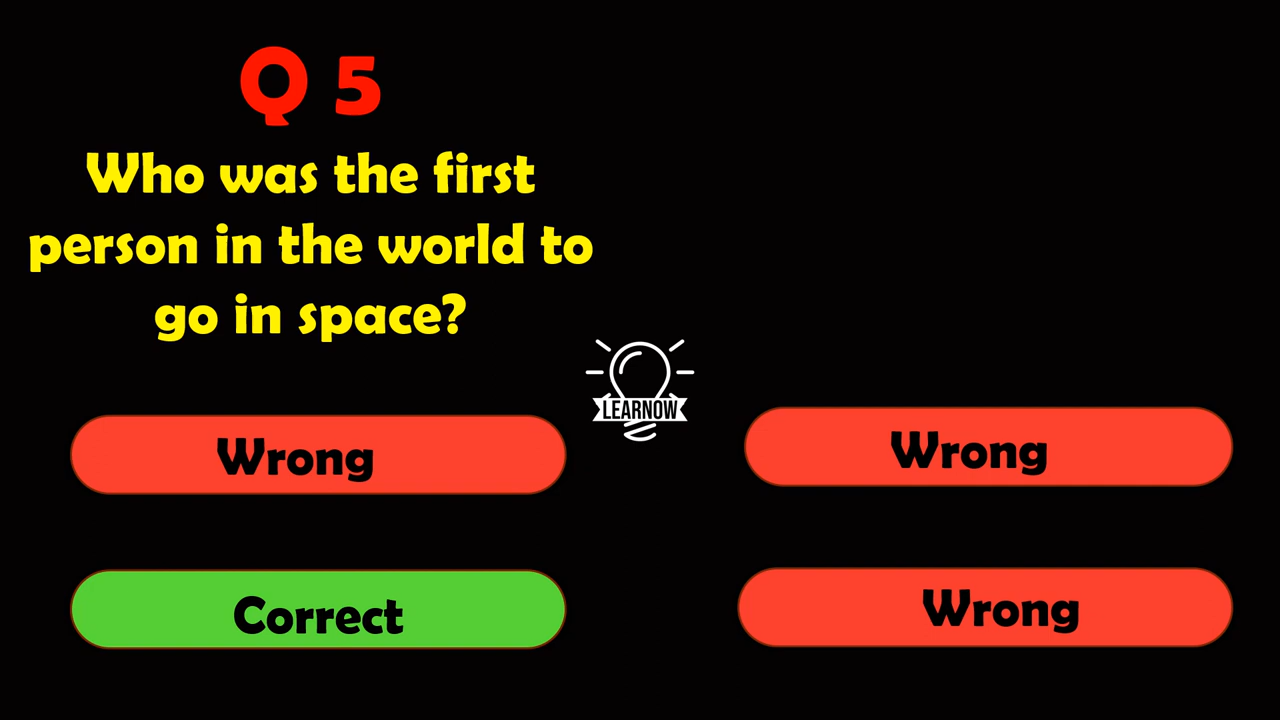 Q 5
Who was the first
person in the world to
go in space?
LEARNOW
Wrong
Wrong
Correct
Wrong